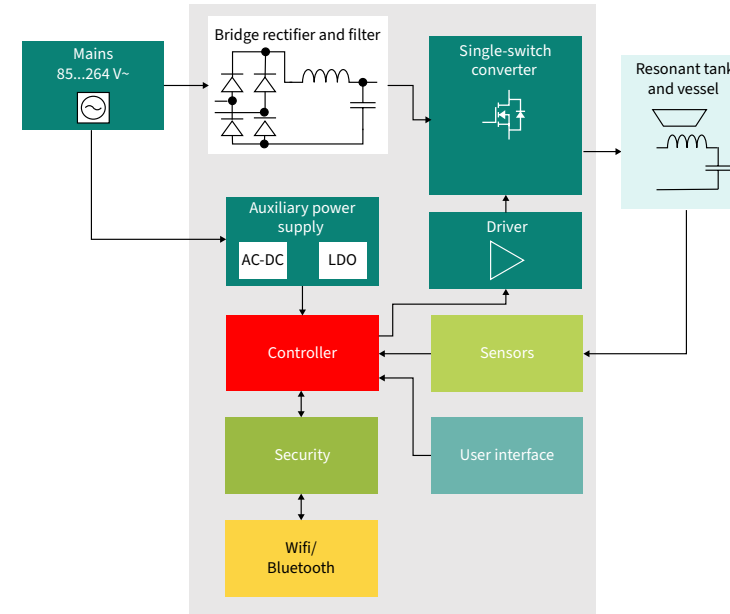 Mains
85...264 V~
Bridge rectifier and filter
Single-switch
converter
Resonant tank
and vessel
Auxiliary power
supply
AC-DC
LDO
Driver
Controller
Sensors
Security
User interface
Wifi/
Bluetooth